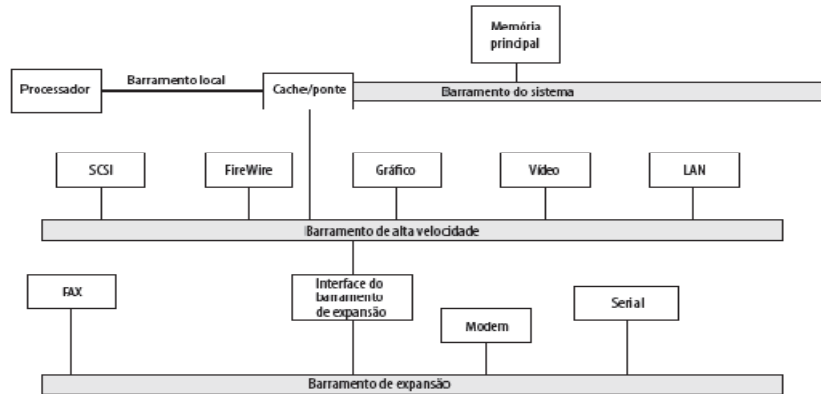 Memória
principal
Processador
Barramento local
Cache/ponte
Barramento do sistema
SCSI
FireWire
Gráfico
Vídeo
LAN
Barramento de alta velocidade
FAX
Interface do
barramento
de expansão
Modem
Serial
Barramento de expansão